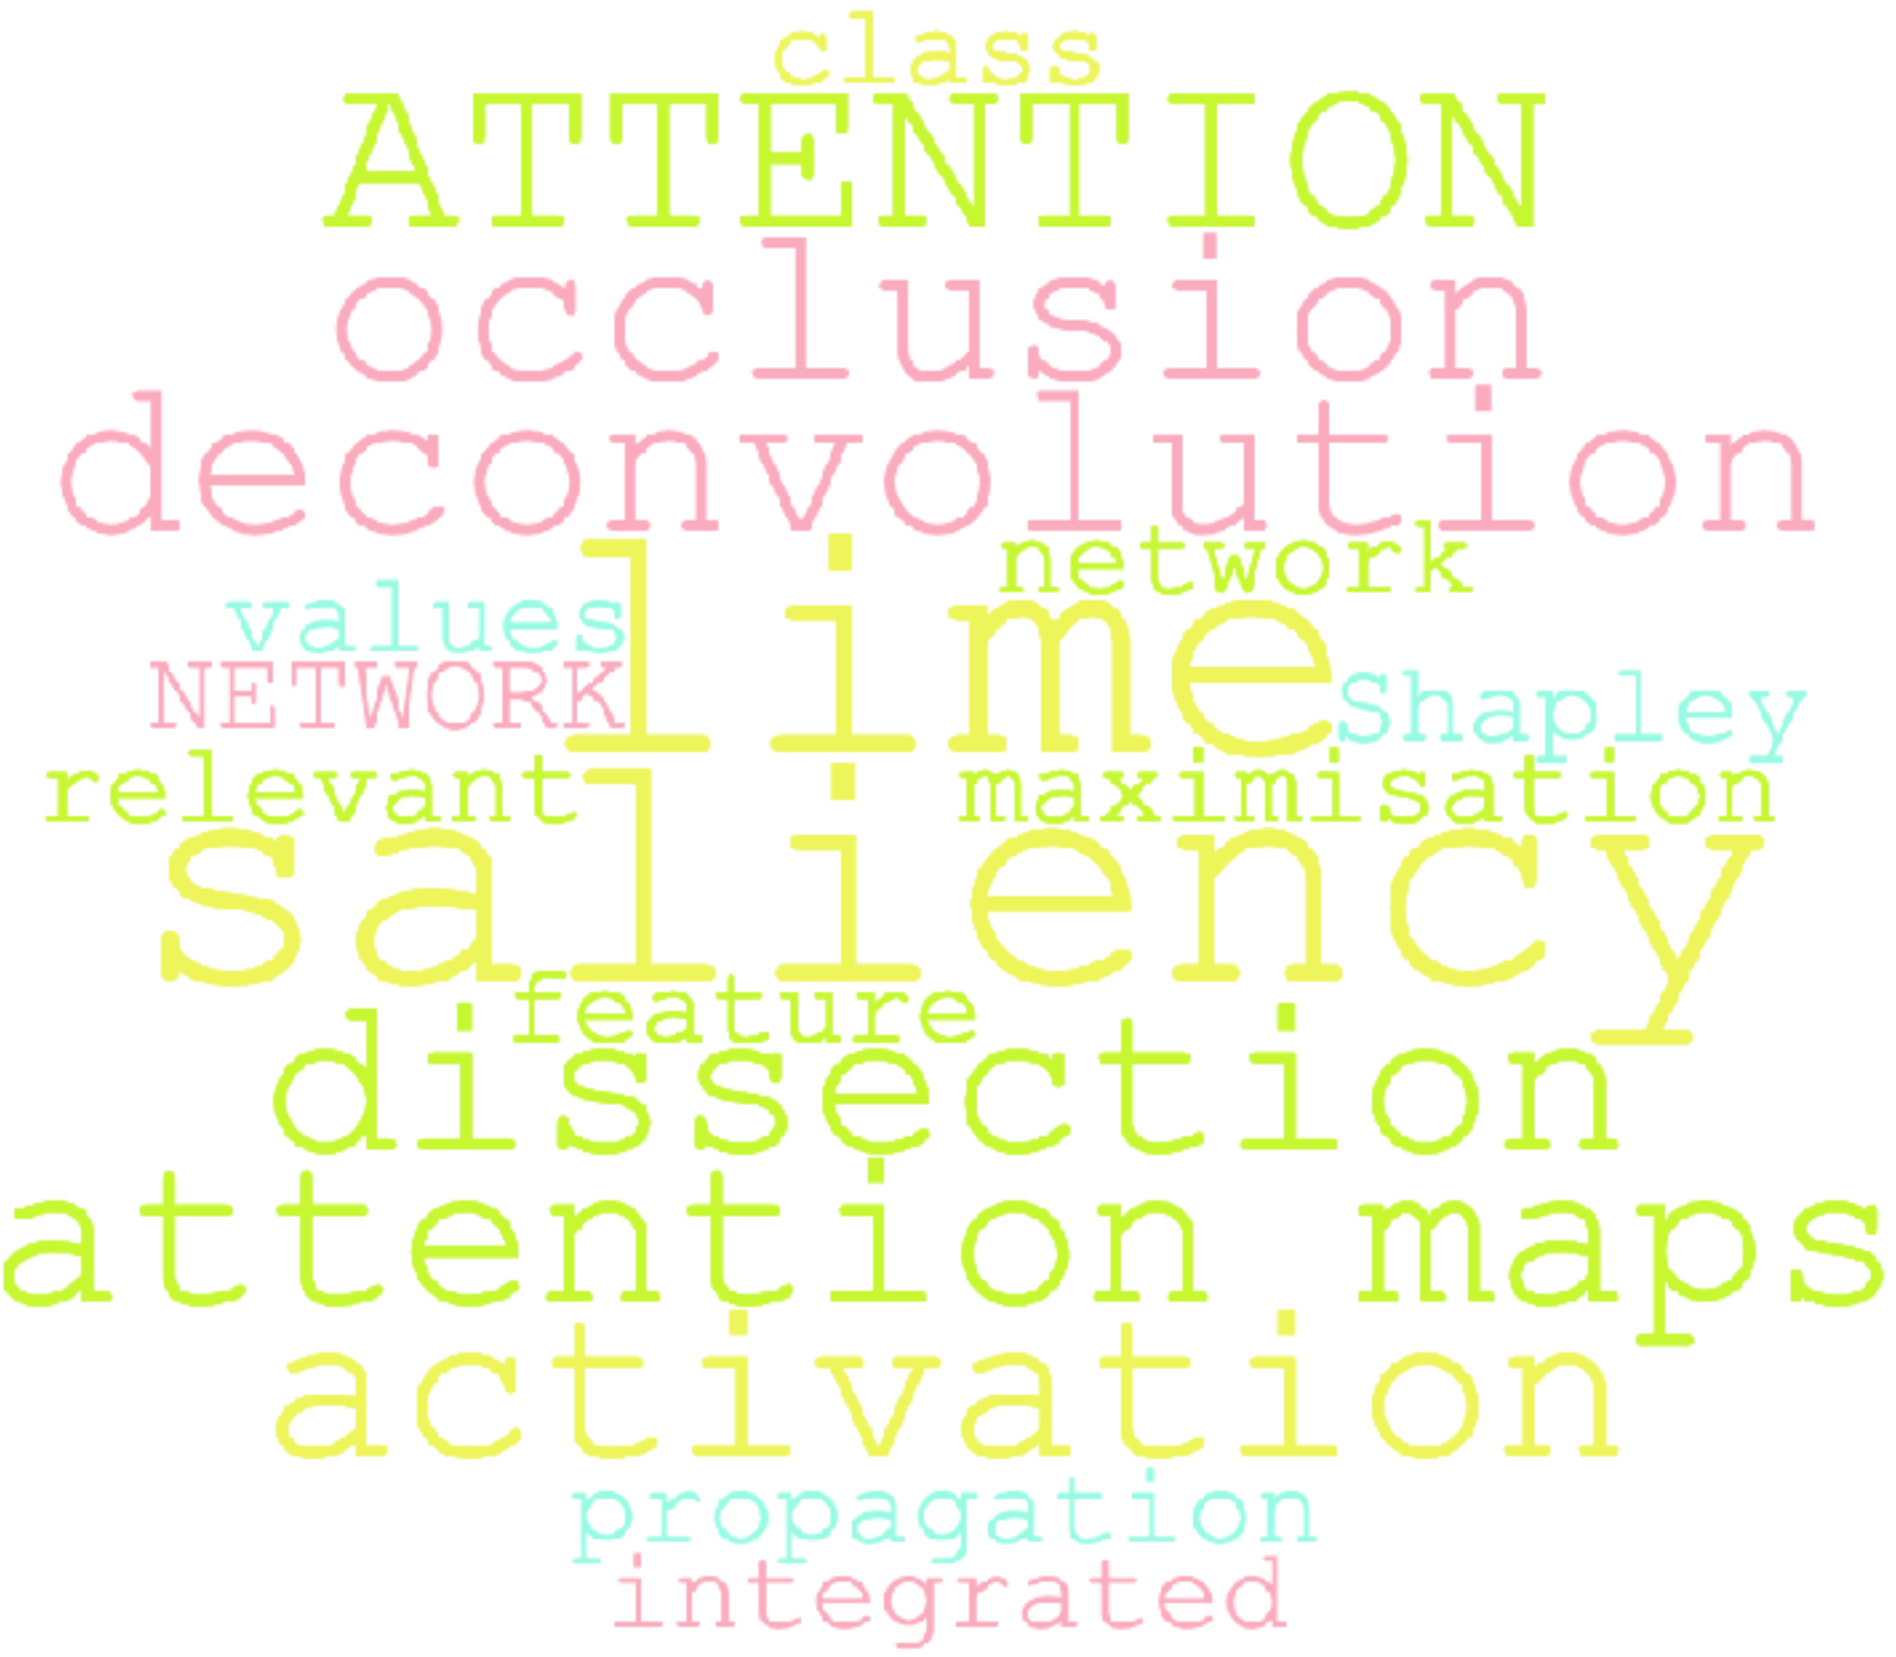 class
ATTENTION
occlusion
deconvolution
network
values
lime
NETWORK
Shapley
relevant
maximisation
saliency
feature
dissection
attention maps
activation
propagation
integrated